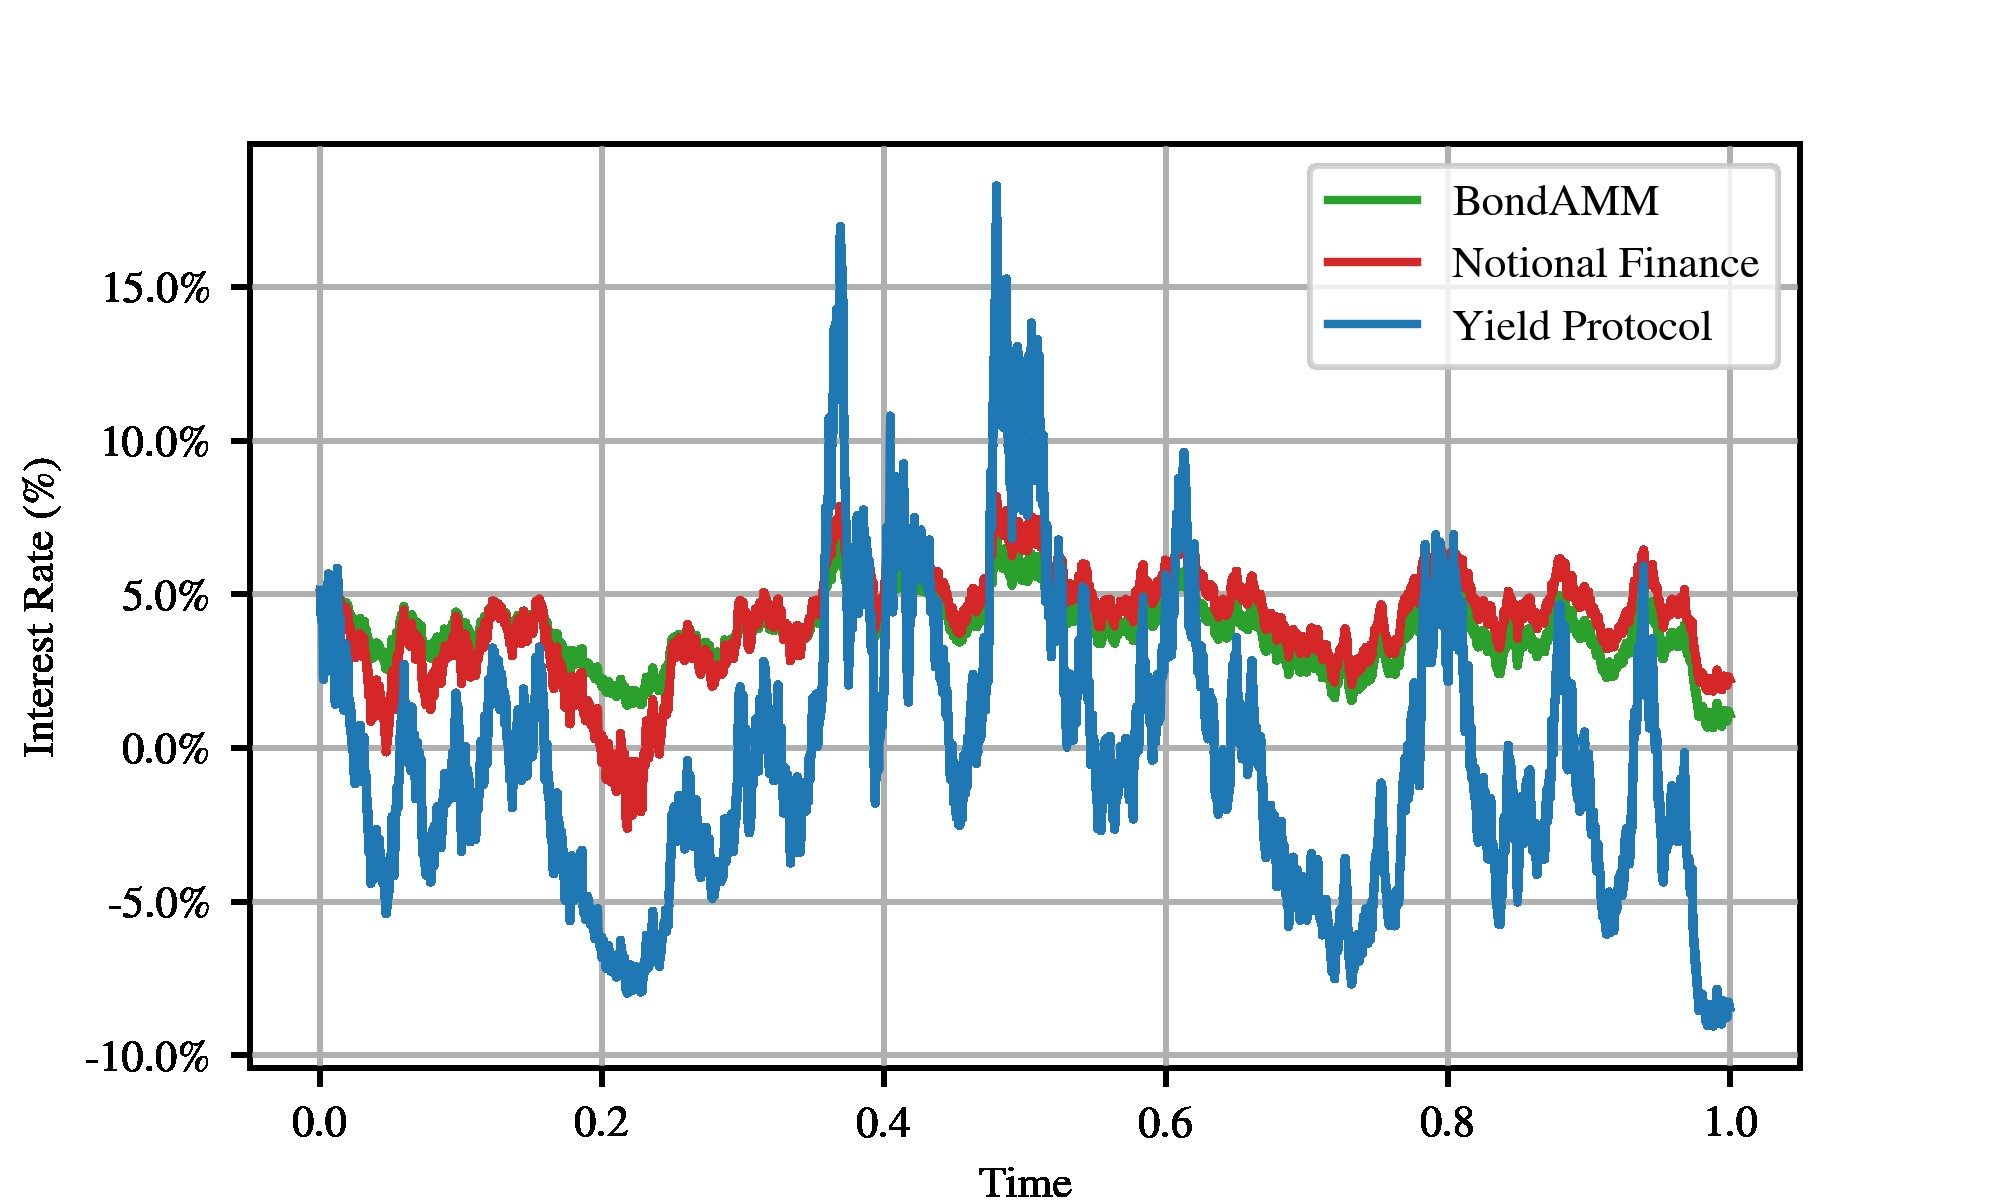 BondAMM
Notional Finance
Yield Protocol
15.0%
10.0%
5.0%
0.0%
-5.0%
-10.0%
Interest Rate (%)
0.0 0.2 0.4 0.6 0.8 1.0
Time